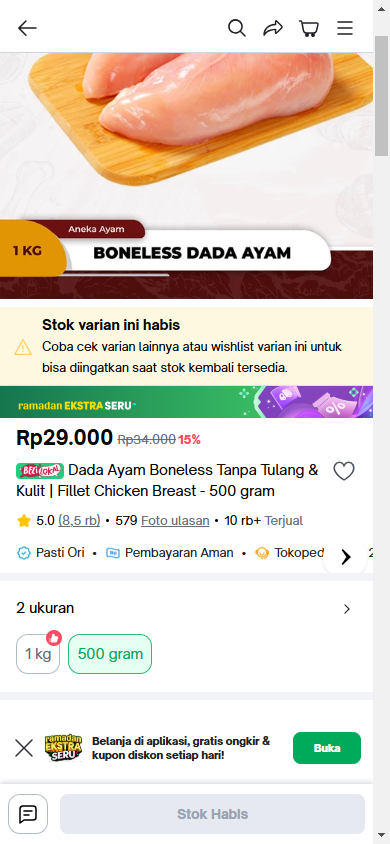 Aneka Ayam
1 KG
BONELESS DADA AYAM
Stok varian ini habis
Coba cek varian lainnya atau wishlist varian ini untuk
bisa diingatkan saat stok kembali tersedia.
ramadan EKSTRA SERU
Rp29.000 Rp34.000 15%
BELI LOKAL Dada Ayam Boneless Tanpa Tulang &
Kulit | Fillet Chicken Breast - 500 gram
5.0 (8,5 rb) • 579 Foto ulasan • 10 rb+ Terjual
Pasti Ori • Pembayaran Aman • Tokoped
2 ukuran
1 kg 500 gram
ramadan
EKSTRA
SERU
Belanja di aplikasi, gratis ongkir &
kupon diskon setiap hari!
Buka
Stok Habis